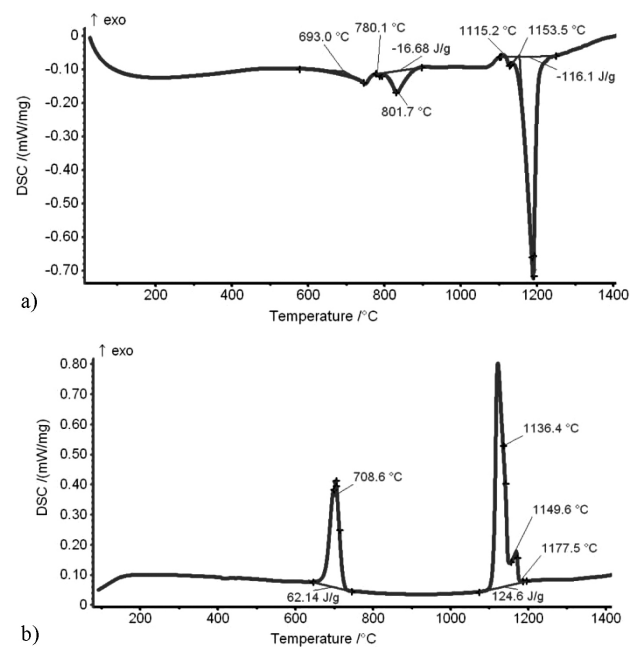 ↑ exo
0
-0.10
-0.20
-0.30
-0.40
-0.50
-0.60
-0.70
DSC /(mW/mg)
693.0 °C
780.1 °C
-16.68 J/g
801.7 °C
1115.2 °C
1153.5 °C
-116.1 J/g
200 400 600 800 1000 1200 1400
Temperature /°C
a)
↑ exo
0.80
0.70
0.60
0.50
0.40
0.30
0.20
0.10
0
DSC /(mW/mg)
708.6 °C
62.14 J/g
1136.4 °C
1149.6 °C
1177.5 °C
124.6 J/g
200 400 600 800 1000 1200 1400
Temperature /°C
b)